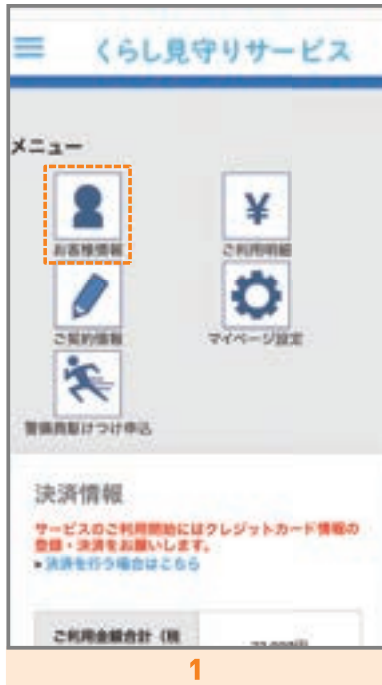 くらし見守りサービス
メニュー
¥
お客様情報
ご利用明細
ご契約情報
マイページ設定
警備員駆けつけ申込
決済情報
サービスのご利用開始にはクレジットカード情報の
登録・決済をお願いします。
決済を行う場合はこちら
ご利用金額合計（税
1